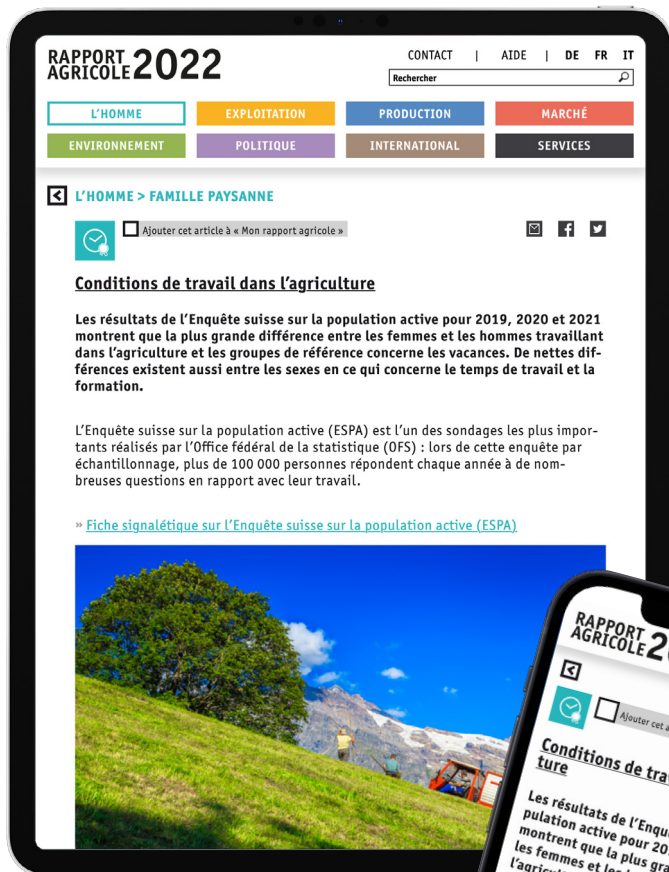 RAPPORT
AGRICOLE 2022
CONTACT | AIDE | DE FR IT
Rechercher
L'HOMME EXPLOITATION PRODUCTION MARCHÉ
ENVIRONNEMENT POLITIQUE INTERNATIONAL SERVICES
L'HOMME > FAMILLE PAYSANNE
Ajouter cet article à « Mon rapport agricole »
Conditions de travail dans l'agriculture
Les résultats de l'Enquête suisse sur la population active pour 2019, 2020 et 2021
montrent que la plus grande différence entre les femmes et les hommes travaillant
dans l'agriculture et les groupes de référence concerne les vacances. De nettes dif-
férences existent aussi entre les sexes en ce qui concerne le temps de travail et la
formation.
L'Enquête suisse sur la population active (ESPA) est l'un des sondages les plus impor-
tants réalisés par l'Office fédéral de la statistique (OFS) : lors de cette enquête par
échantillonnage, plus de 100 000 personnes répondent chaque année à de nom-
breuses questions en rapport avec leur travail.
» Fiche signalétique sur l'Enquête suisse sur la population active (ESPA)
RAPPORT
AGRICOLE 2
Ajouter cet a
Conditions de tra
ture
Les résultats de l'Enqu
pulation active pour 20
montrent que la plus gra
les femmes et les
l'agricul